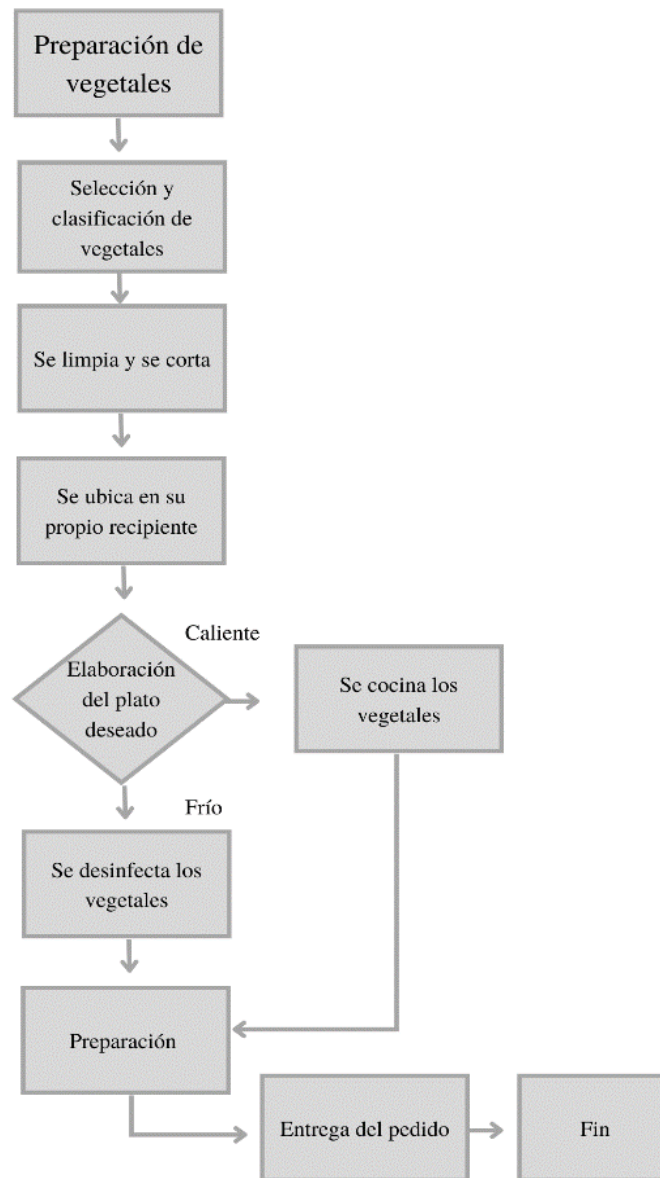 Preparación de
vegetales
Selección y
clasificación de
vegetales
Se limpia y se corta
Se ubica en su
propio recipiente
Caliente
Elaboración
del plato
deseado
Se cocina los
vegetales
Frío
Se desinfecta los
vegetales
Preparación
Entrega del pedido
Fin